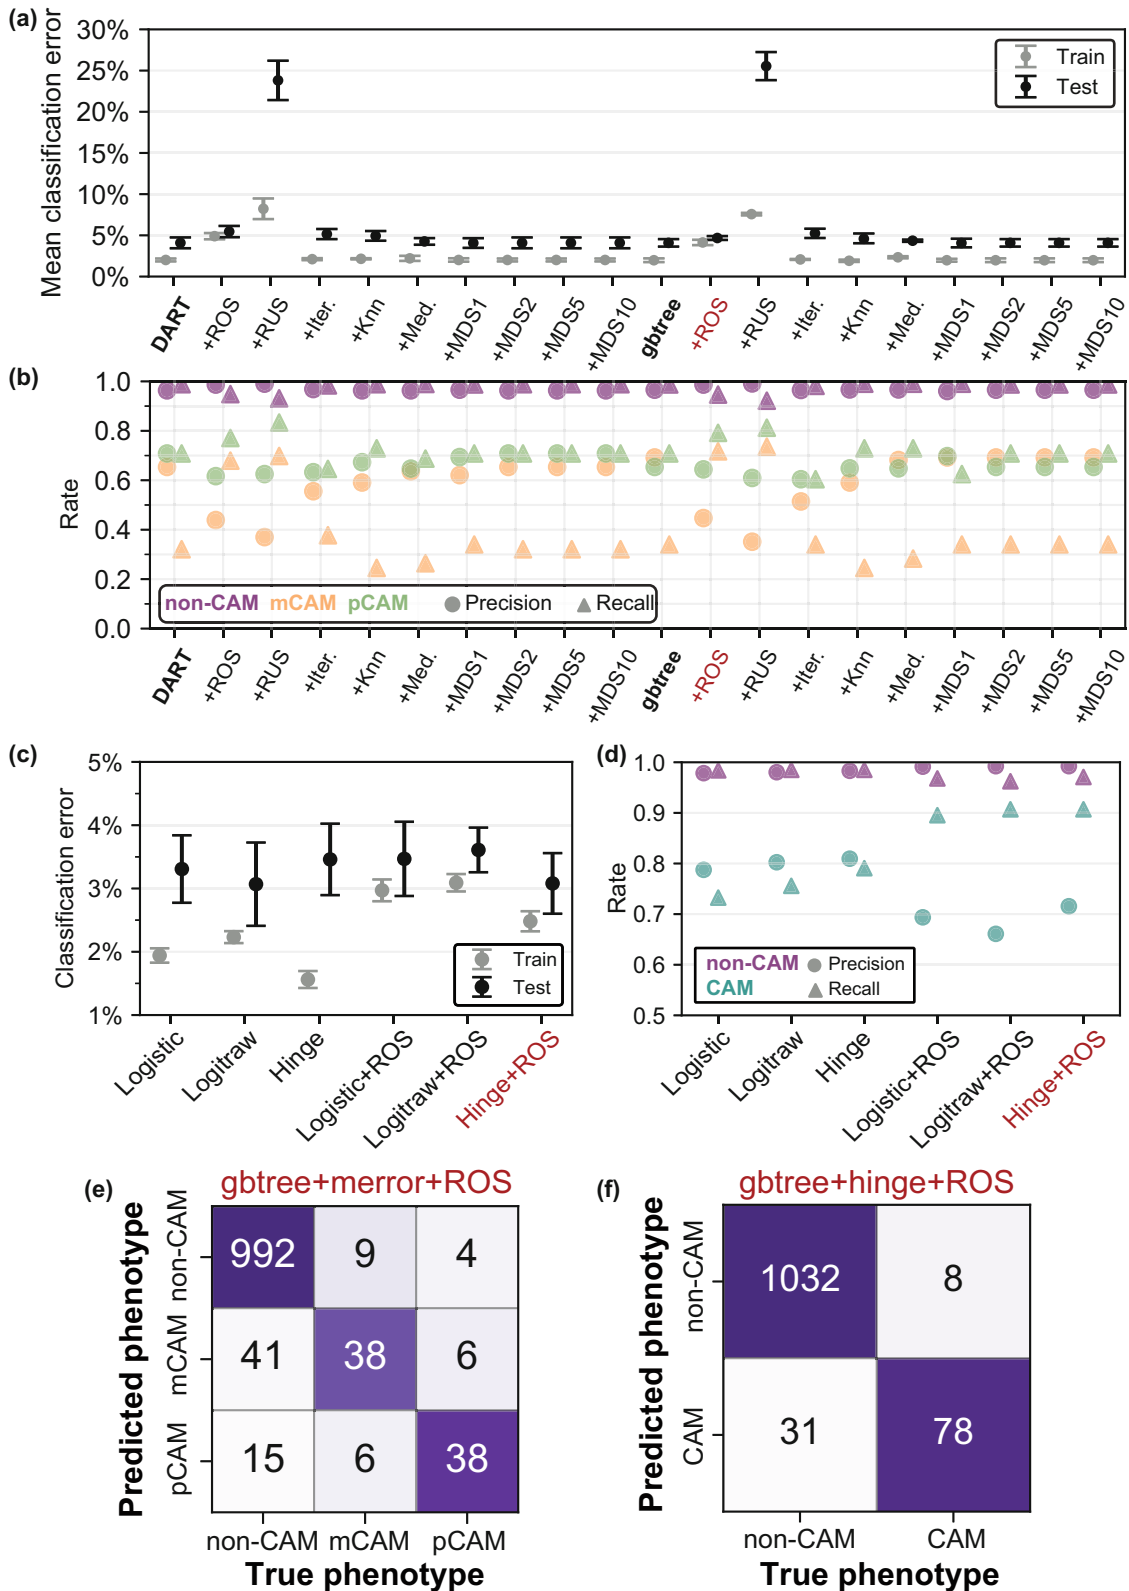 (a)
Mean classification error
30%
25%
20%
15%
10%
5%
0%
Train
Test
DART
+ROS
+RUS
+Iter.
+Knn
+Med.
+MDS1
+MDS2
+MDS5
+MDS10
gbtree
+ROS
+RUS
+Iter.
+Knn
+Med.
+MDS1
+MDS2
+MDS5
+MDS10
(b)
Rate
1.0
0.8
0.6
0.4
0.2
0.0
non-CAM mCAM pCAM Precision Recall
DART
+ROS
+RUS
+Iter.
+Knn
+Med.
+MDS1
+MDS2
+MDS5
+MDS10
gbtree
+ROS
+RUS
+Iter.
+Knn
+Med.
+MDS1
+MDS2
+MDS5
+MDS10
(c)
Classification error
5%
4%
3%
2%
1%
Train
Test
Logistic
Logitraw
Hinge
Logistic+ROS
Logitraw+ROS
Hinge+ROS
(d)
Rate
1.0
0.9
0.8
0.7
0.6
0.5
non-CAM Precision
CAM Recall
Logistic
Logitraw
Hinge
Logistic+ROS
Logitraw+ROS
Hinge+ROS
(e)
gbtree+merror+ROS
Predicted phenotype
non-CAM
mCAM
pCAM
992 9 4
41 38 6
15 6 38
non-CAM mCAM pCAM
True phenotype
(f)
gbtree+hinge+ROS
Predicted phenotype
non-CAM
CAM
1032 8
31 78
non-CAM CAM
True phenotype